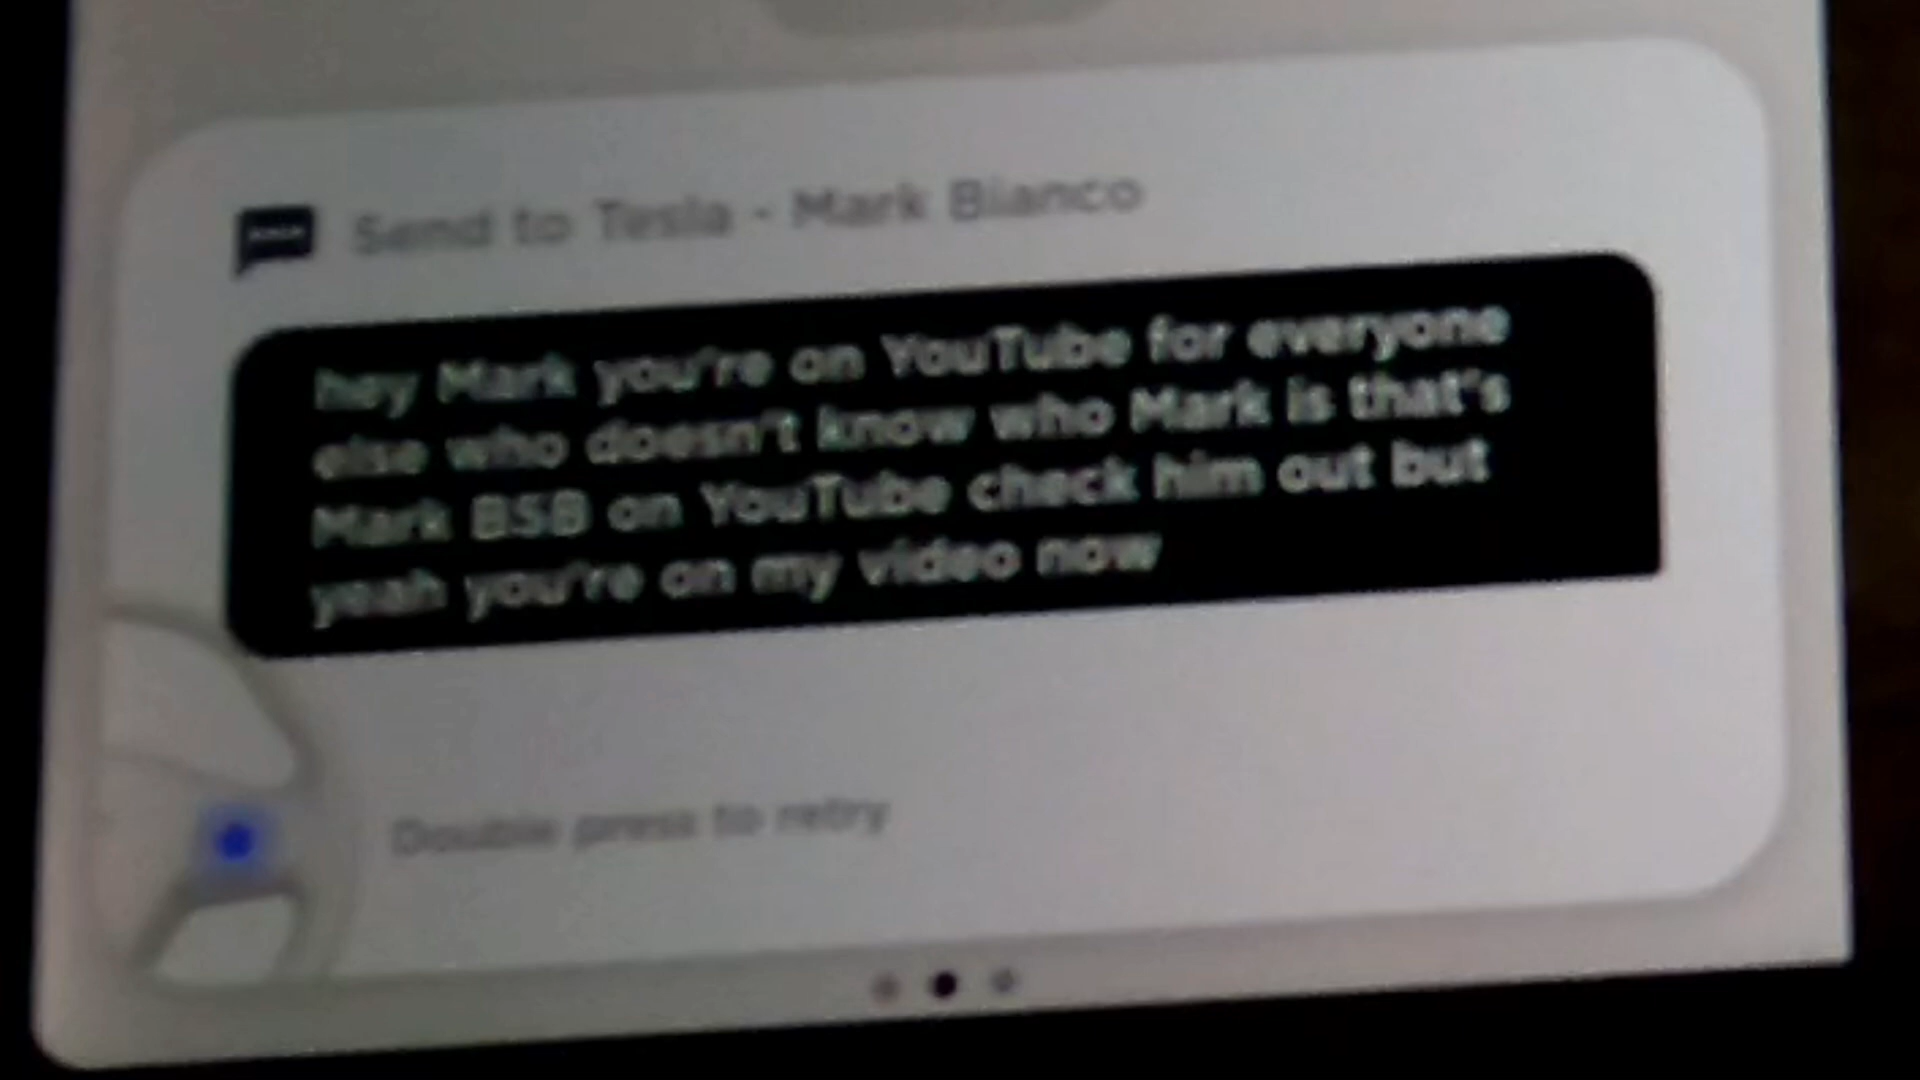 Send to Tesla - Mark Bianco
hey Mark you're on YouTube for everyone
else who doesn't know who Mark is that's
Mark BSB on YouTube check him out but
yeah you're on my video now
Double press to retry